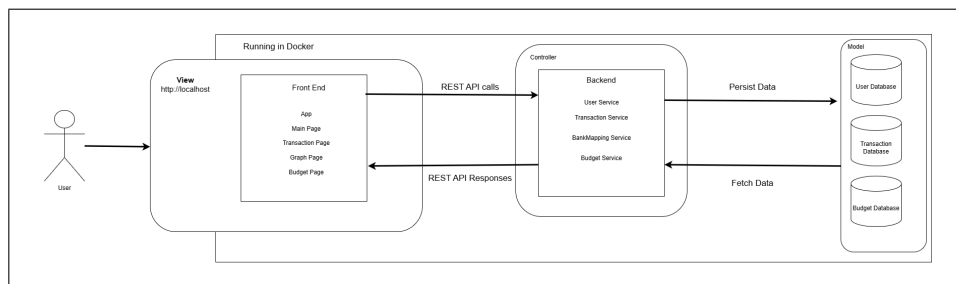 Running in Docker
View
http://localhost
Front End
App
Main Page
Transaction Page
Graph Page
Budget Page
User
REST API calls
REST API Responses
Controller
Backend
User Service
Transaction Service
BankMapping Service
Budget Service
Persist Data
Fetch Data
Model
User Database
Transaction
Database
Budget Database